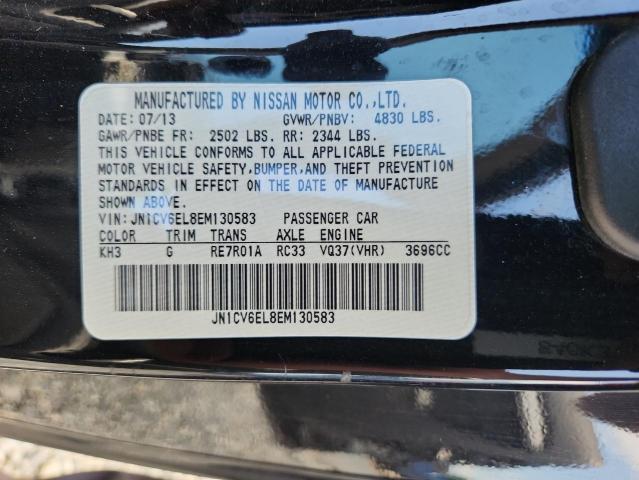 MANUFACTURED BY NISSAN MOTOR CO.,LTD.
DATE: 07/13 GVWR/PNBV: 4830 LBS.
GAWR/PNBE FR: 2502 LBS. RR: 2344 LBS.
THIS VEHICLE CONFORMS TO ALL APPLICABLE FEDERAL
MOTOR VEHICLE SAFETY,BUMPER,AND THEFT PREVENTION
STANDARDS IN EFFECT ON THE DATE OF MANUFACTURE
SHOWN ABOVE.
VIN: JN1CV6EL8EM130583 PASSENGER CAR
COLOR TRIM TRANS AXLE ENGINE
KH3 G RE7R01A RC33 VQ37(VHR) 3696CC
JN1CV6EL8EM130583